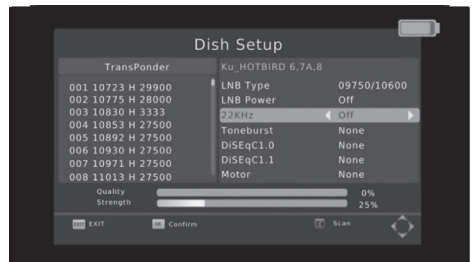 Dish Setup
TransPonder
Ku_HOTBIRD 6,7A,8
001 10723 H 29900
002 10775 H 28000
003 10830 H 3333
004 10853 H 27500
005 10892 H 27500
006 10930 H 27500
007 10971 H 27500
008 11013 H 27500
LNB Type 09750/10600
LNB Power Off
22KHz Off
Toneburst None
DiSEqC1.0 None
DiSEqC1.1 None
Motor None
Quality 0%
Strength 25%
EXIT EXIT
OK Confirm
Scan